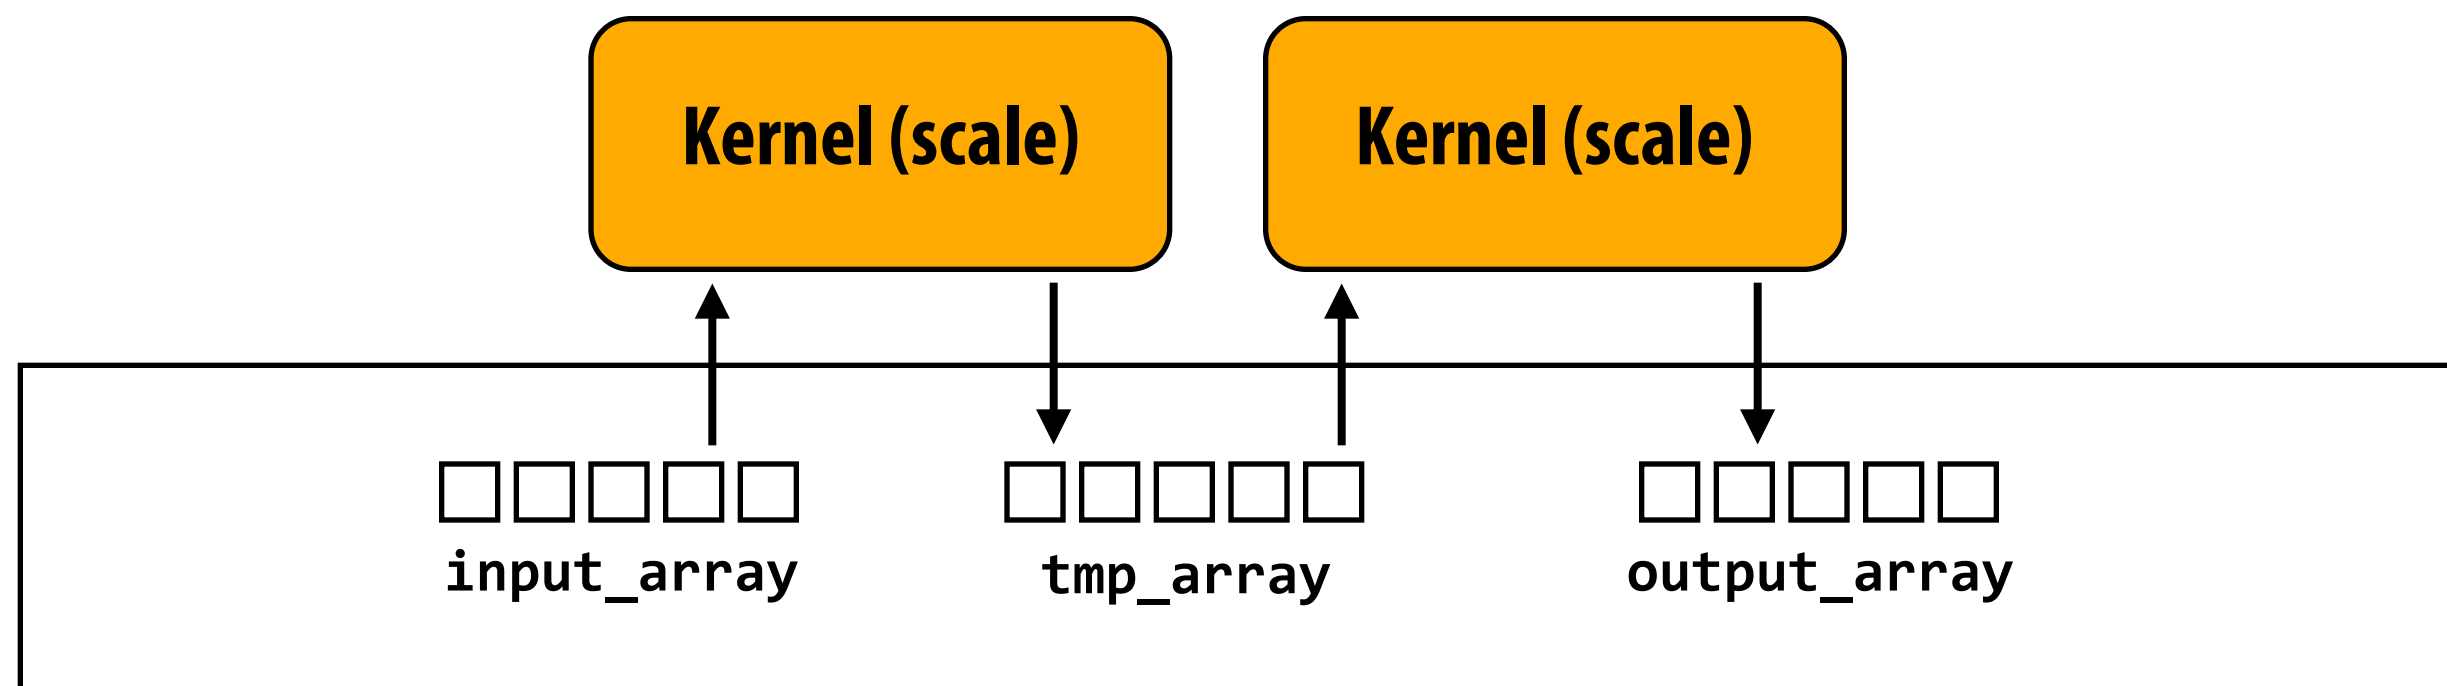 Kernel (scale)
Kernel (scale)
input_array
tmp_array
output_array